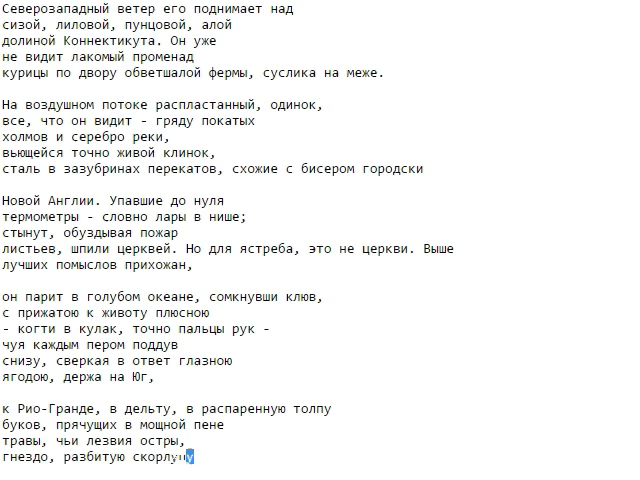 Северозападный ветер его поднимает над
сизой, лиловой, пунцовой, алой
долиной Коннектикута. Он уже
не видит лакомый променад
курицы по двору обветшалой фермы, суслика на меже.
На воздушном потоке распластанный, одинок,
все, что он видит - гряду покатых
холмов и серебро реки,
вьющейся точно живой клинок,
сталь в зазубринах перекатов, схожие с бисером городски
Новой Англии. Упавшие до нуля
термометры - словно лары в нише;
стынут, обуздывая пожар
листьев, шпили церквей. Но для ястреба, это не церкви. Выше
лучших помыслов прихожан,
он парит в голубом океане, сомкнувши клюв,
с прижатою к животу плюсною
- когти в кулак, точно пальцы рук -
чуя каждым пером поддув
снизу, сверкая в ответ глазною
ягодою, держа на Юг,
к Рио-Гранде, в дельту, в распаренную толпу
буков, прячущих в мощной пене
травы, чьи лезвия остры,
гнездо, разбитую скорлупу